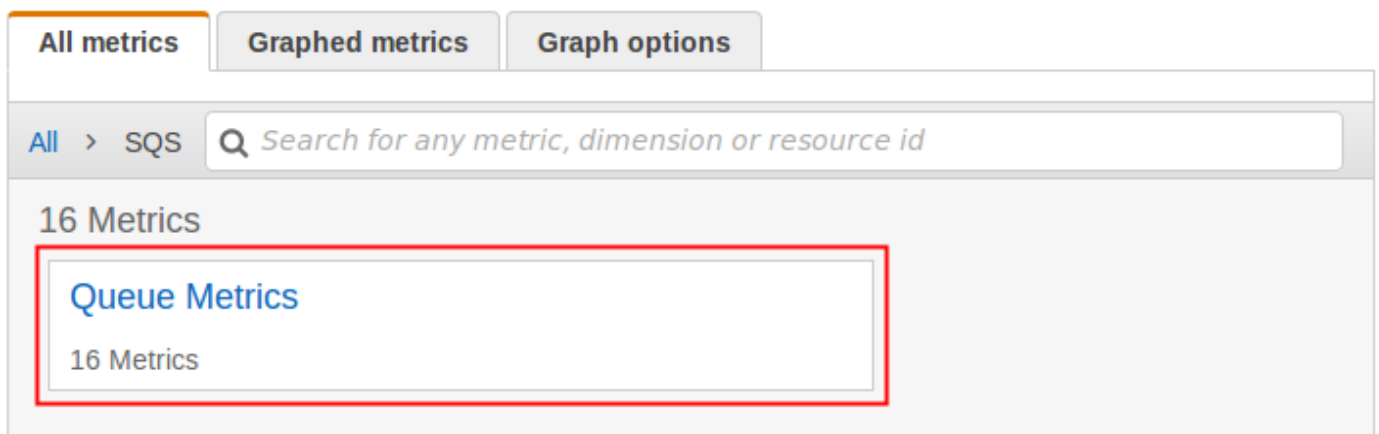 All metrics Graphed metrics Graph options
All > SQS Search for any metric, dimension or resource id
16 Metrics
Queue Metrics
16 Metrics